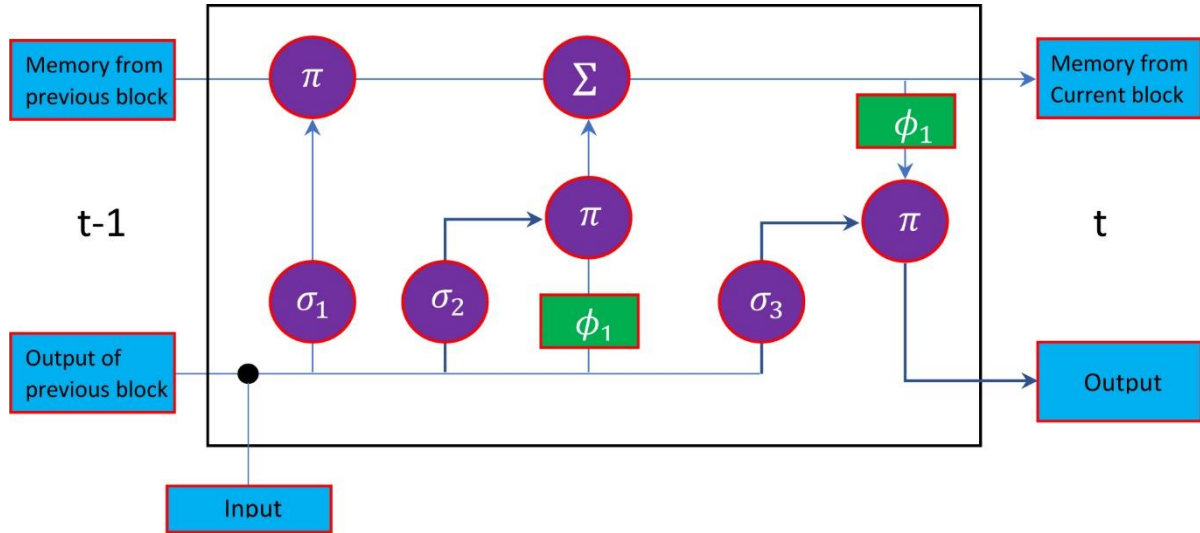 Memory from
previous block
π
Σ
Memory from
Current block
ϕ₁
t-1
π
π
t
σ₁
σ₂
ϕ₁
σ₃
Output of
previous block
Output
Input